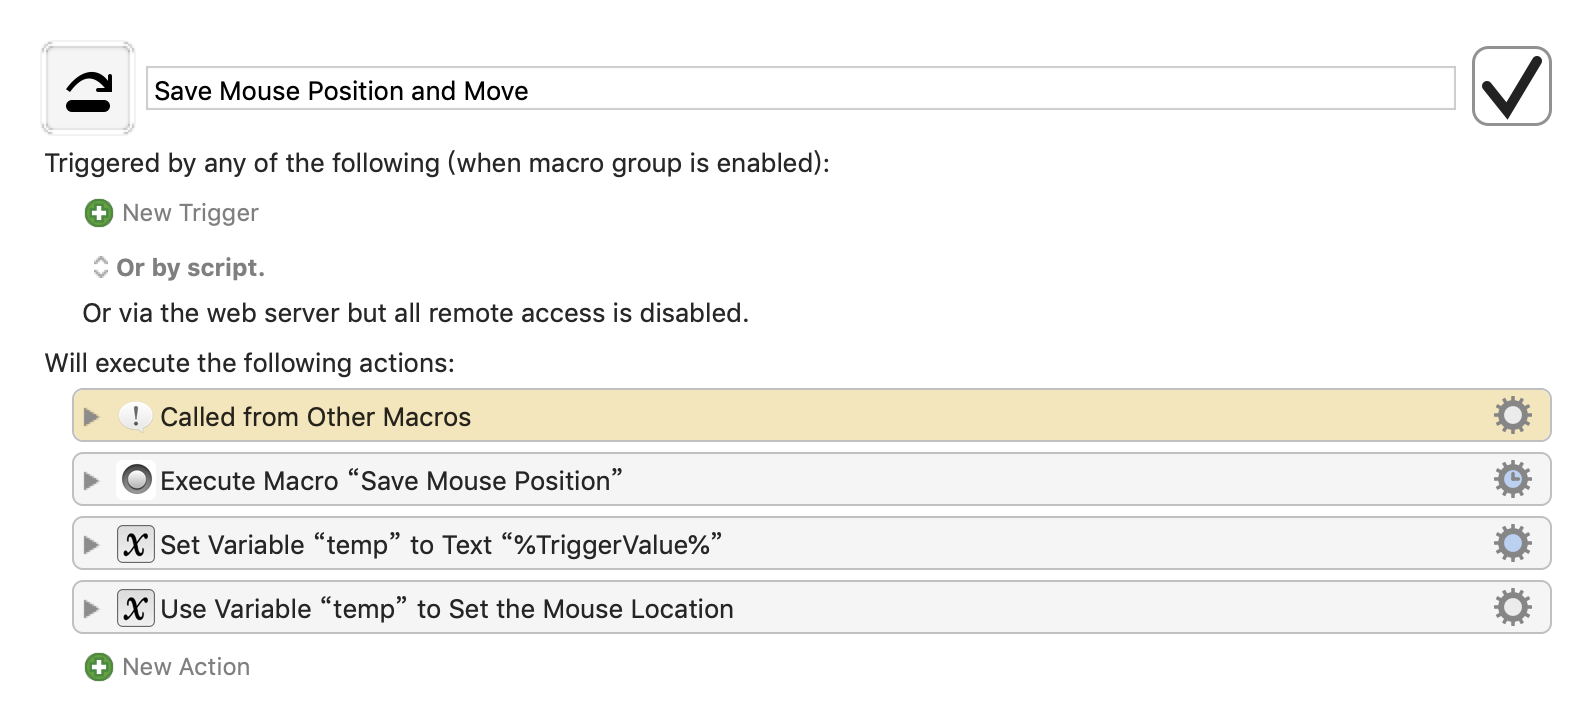 Save Mouse Position and Move
Triggered by any of the following (when macro group is enabled):
New Trigger
Or by script.
Or via the web server but all remote access is disabled.
Will execute the following actions:
Called from Other Macros
Execute Macro “Save Mouse Position”
Set Variable “temp” to Text “%TriggerValue%”
Use Variable “temp” to Set the Mouse Location
New Action